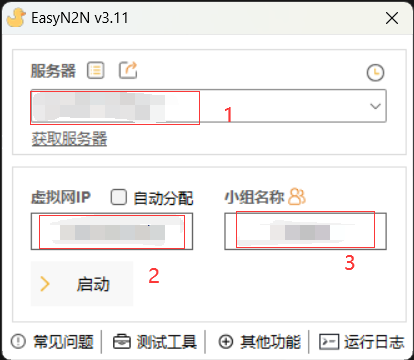 EasyN2N v3.11
服务器
1
获取服务器
虚拟网IP 自动分配 小组名称
2
3
启动
常见问题 测试工具 其他功能 运行日志